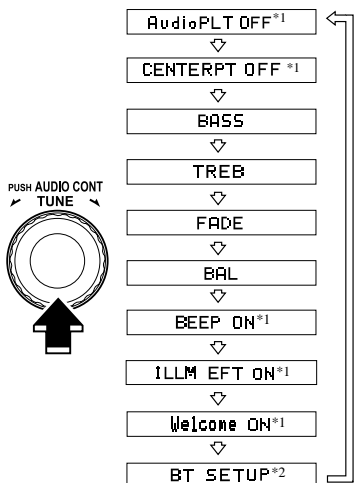 AudioPLT OFF*1
CENTERPT OFF *1
BASS
TREB
FADE
BAL
PUSH AUDIO CONT
TUNE
BEEP ON*1
ILLM EFT ON*1
Welcome ON*1
BT SETUP*2